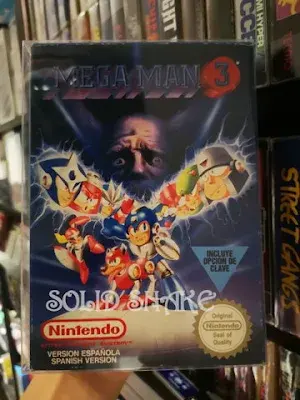 MEGA MAN 3
INCLUYE
OPCION DE
CLAVE
SOLID SNAKE
Nintendo
VERSION ESPAÑOLA
SPANISH VERSION
Original
Nintendo
Seal of
Quality
STREET GANGS